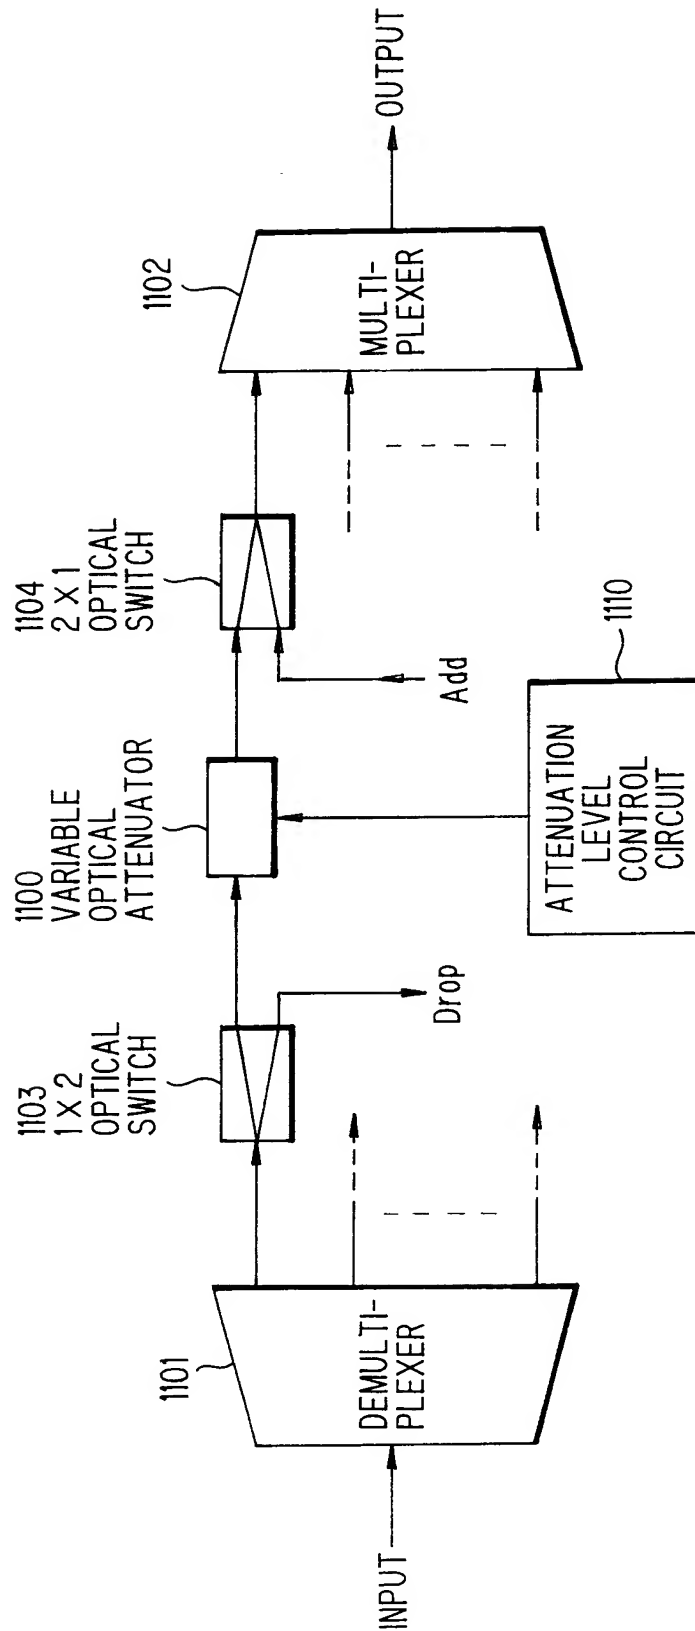 INPUT
1101
DEMULTI-
PLEXER
1103
1 X 2
OPTICAL
SWITCH
Drop
1100
VARIABLE
OPTICAL
ATTENUATOR
1104
2 X 1
OPTICAL
SWITCH
Add
ATTENUATION
LEVEL
CONTROL
CIRCUIT
1110
1102
MULTI-
PLEXER
OUTPUT